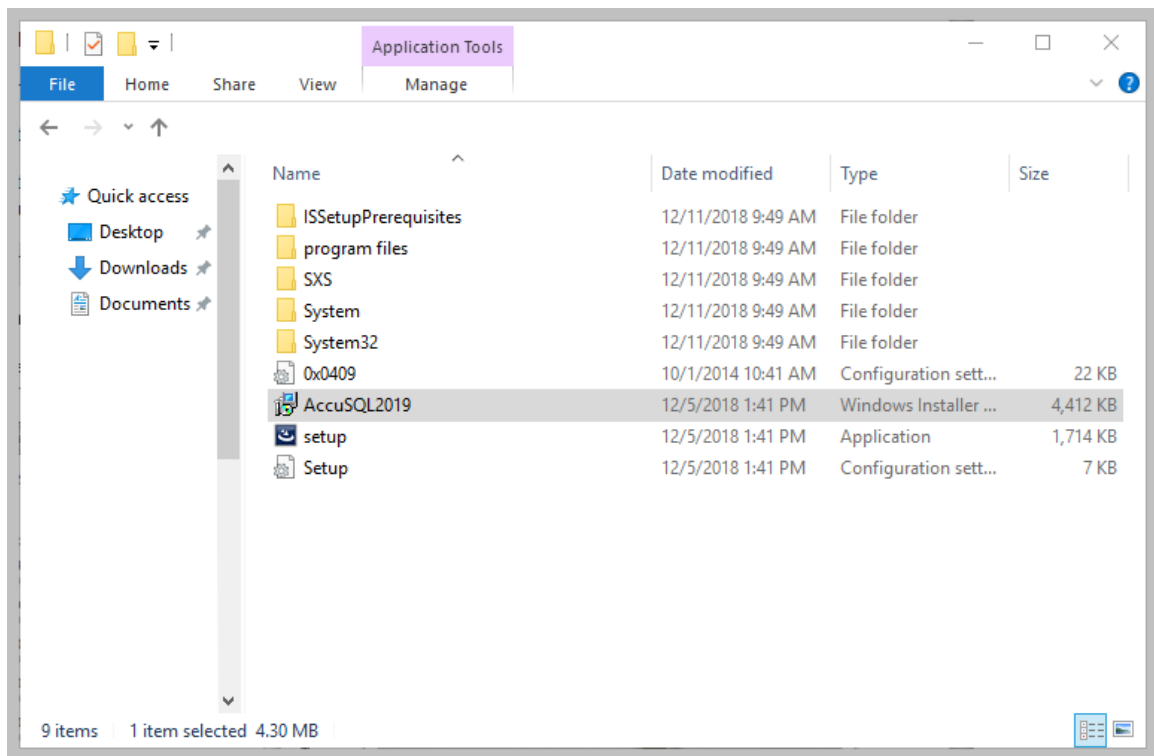 Application Tools
File Home Share View Manage
Name Date modified Type Size
Quick access
Desktop
Downloads
Documents
ISSetupPrerequisites 12/11/2018 9:49 AM File folder
program files 12/11/2018 9:49 AM File folder
SXS 12/11/2018 9:49 AM File folder
System 12/11/2018 9:49 AM File folder
System32 12/11/2018 9:49 AM File folder
0x0409 10/1/2014 10:41 AM Configuration sett... 22 KB
AccuSQL2019 12/5/2018 1:41 PM Windows Installer ... 4,412 KB
setup 12/5/2018 1:41 PM Application 1,714 KB
Setup 12/5/2018 1:41 PM Configuration sett... 7 KB
9 items 1 item selected 4.30 MB